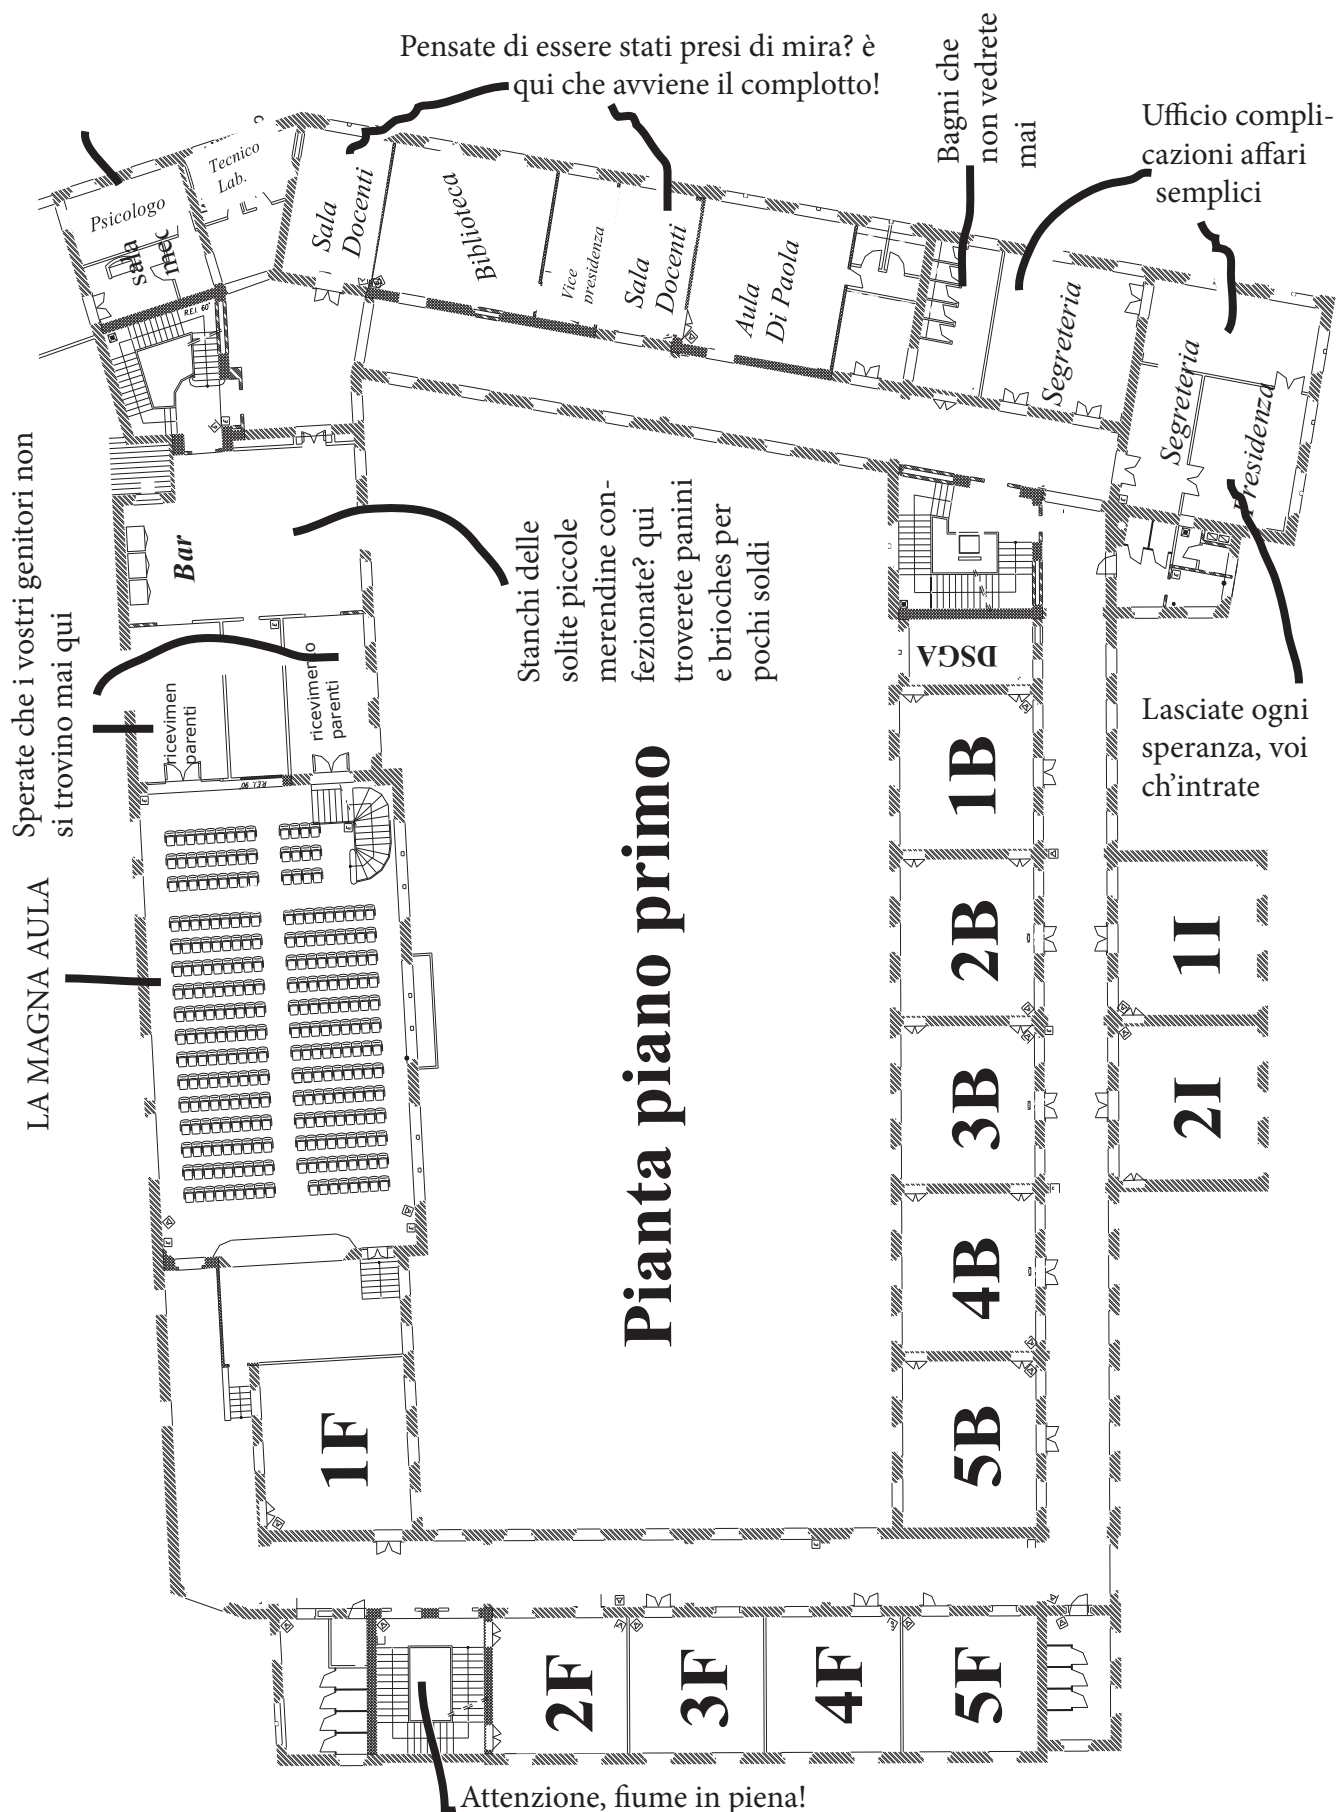 Pensate di essere stati presi di mira? è
qui che avviene il complotto!
Bagni che
non vedrete
mai
Ufficio compli-
cazioni affari
semplici
Psicologo
sala
mec
Tecnico
Lab.
Sala
Docenti
Biblioteca
Vice
presidenza
Sala
Docenti
Aula
Di Paola
Segreteria
Segreteria
Presidenza
R.E.I. 60'
Sperate che i vostri genitori non
si trovino mai qui
Bar
Stanchi delle
solite piccole
merendine con-
fezionate? qui
troverete panini
e brioches per
pochi soldi
ricevimen
parenti
ricevimento
parenti
R.E.I. 90'
DSGA
Lasciate ogni
speranza, voi
ch'intrate
LA MAGNA AULA
Pianta piano primo
1B
2B
3B
4B
5B
1I
2I
1F
2F
3F
4F
5F
Attenzione, fiume in piena!